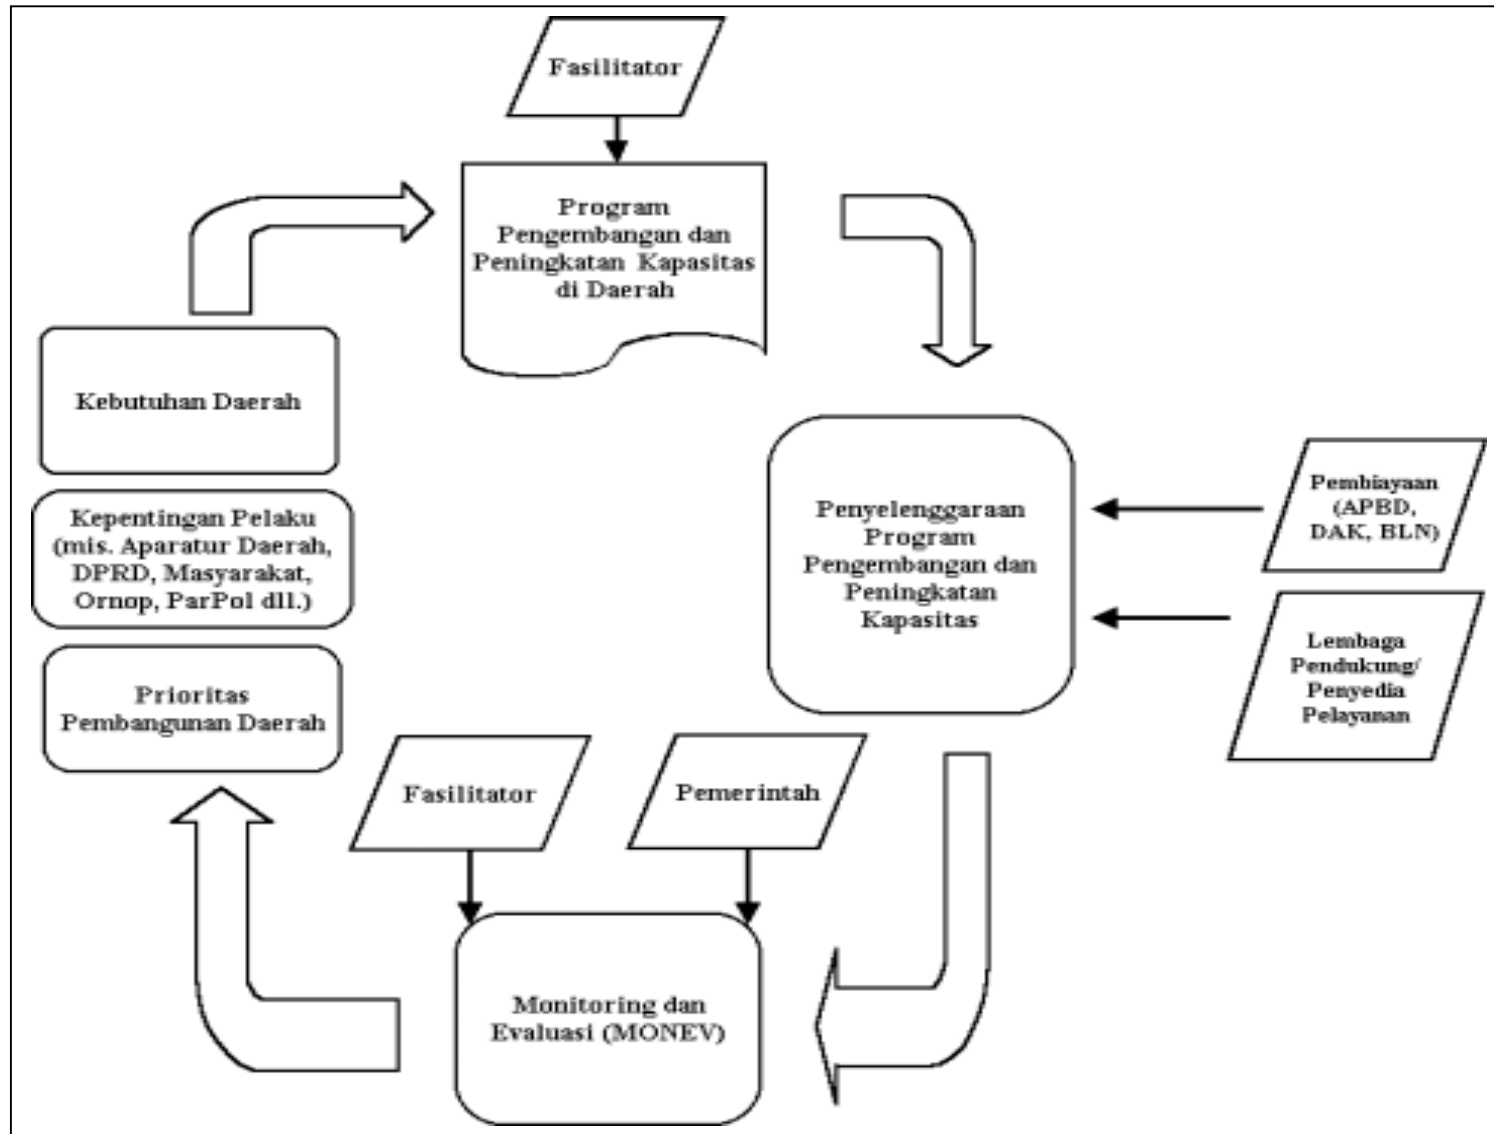 Fasilitator
Program
Pengembangan dan
Peningkatan Kapasitas
di Daerah
Kebutuhan Daerah
Kepentingan Pelaku
(mis. Aparatur Daerah,
DPRD, Masyarakat,
Ornop, ParPol dll.)
Prioritas
Pembangunan Daerah
Penyelenggaraan
Program
Pengembangan dan
Peningkatan
Kapasitas
Pembiayaan
(APBD,
DAK, BLN)
Lembaga
Pendukung/
Penyedia
Pelayanan
Fasilitator
Pemerintah
Monitoring dan
Evaluasi (MONEV)